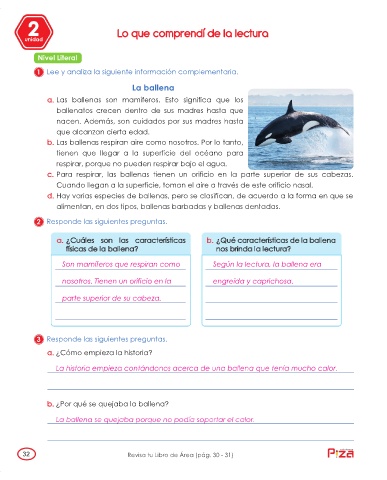 2
unidad
Lo que comprendí de la lectura
Nivel Literal
1 Lee y analiza la siguiente información complementaria.
La ballena
a. Las ballenas son mamíferos. Esto significa que los
ballenatos crecen dentro de sus madres hasta que
nacen. Además, son cuidados por sus madres hasta
que alcanzan cierta edad.
b. Las ballenas respiran aire como nosotros. Por lo tanto,
tienen que llegar a la superficie del océano para
respirar, porque no pueden respirar bajo el agua.
c. Para respirar, las ballenas tienen un orificio en la parte superior de sus cabezas.
Cuando llegan a la superficie, toman el aire a través de este orificio nasal.
d. Hay varias especies de ballenas, pero se clasifican, de acuerdo a la forma en que se
alimentan, en dos tipos, ballenas barbadas y ballenas dentadas.
2 Responde las siguientes preguntas.
a. ¿Cuáles son las características
físicas de la ballena?
Son mamíferos que respiran como
nosotros. Tienen un orificio en la
parte superior de su cabeza.
b. ¿Qué características de la ballena
nos brinda la lectura?
Según la lectura, la ballena era
engreída y caprichosa.
3 Responde las siguientes preguntas.
a. ¿Cómo empieza la historia?
La historia empieza contándonos acerca de una ballena que tenía mucho calor.
b. ¿Por qué se quejaba la ballena?
La ballena se quejaba porque no podía soportar el calor.
32
Revisa tu Libro de Área (pág. 30 - 31)